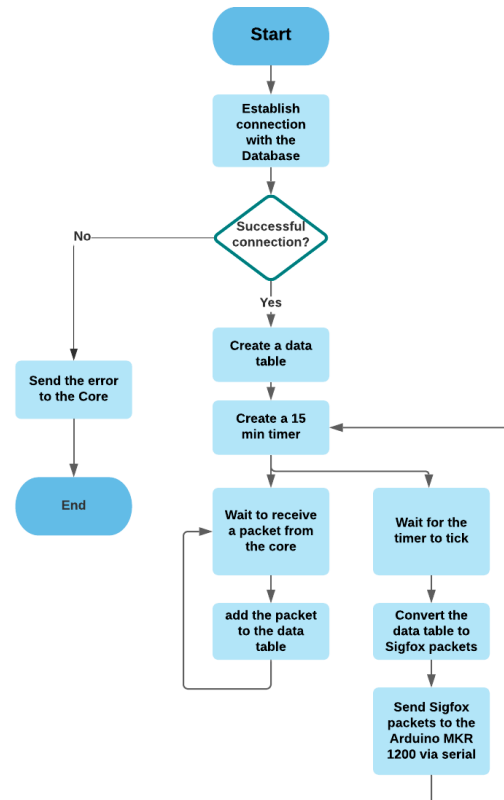 Start
Establish
connection
with the
Database
Successful
connection?
No
Yes
Create a data
table
Send the error
to the Core
Create a 15
min timer
End
Wait to receive
a packet from
the core
Wait for the
timer to tick
add the packet
to the data
table
Convert the
data table to
Sigfox packets
Send Sigfox
packets to the
Arduino MKR
1200 via serial